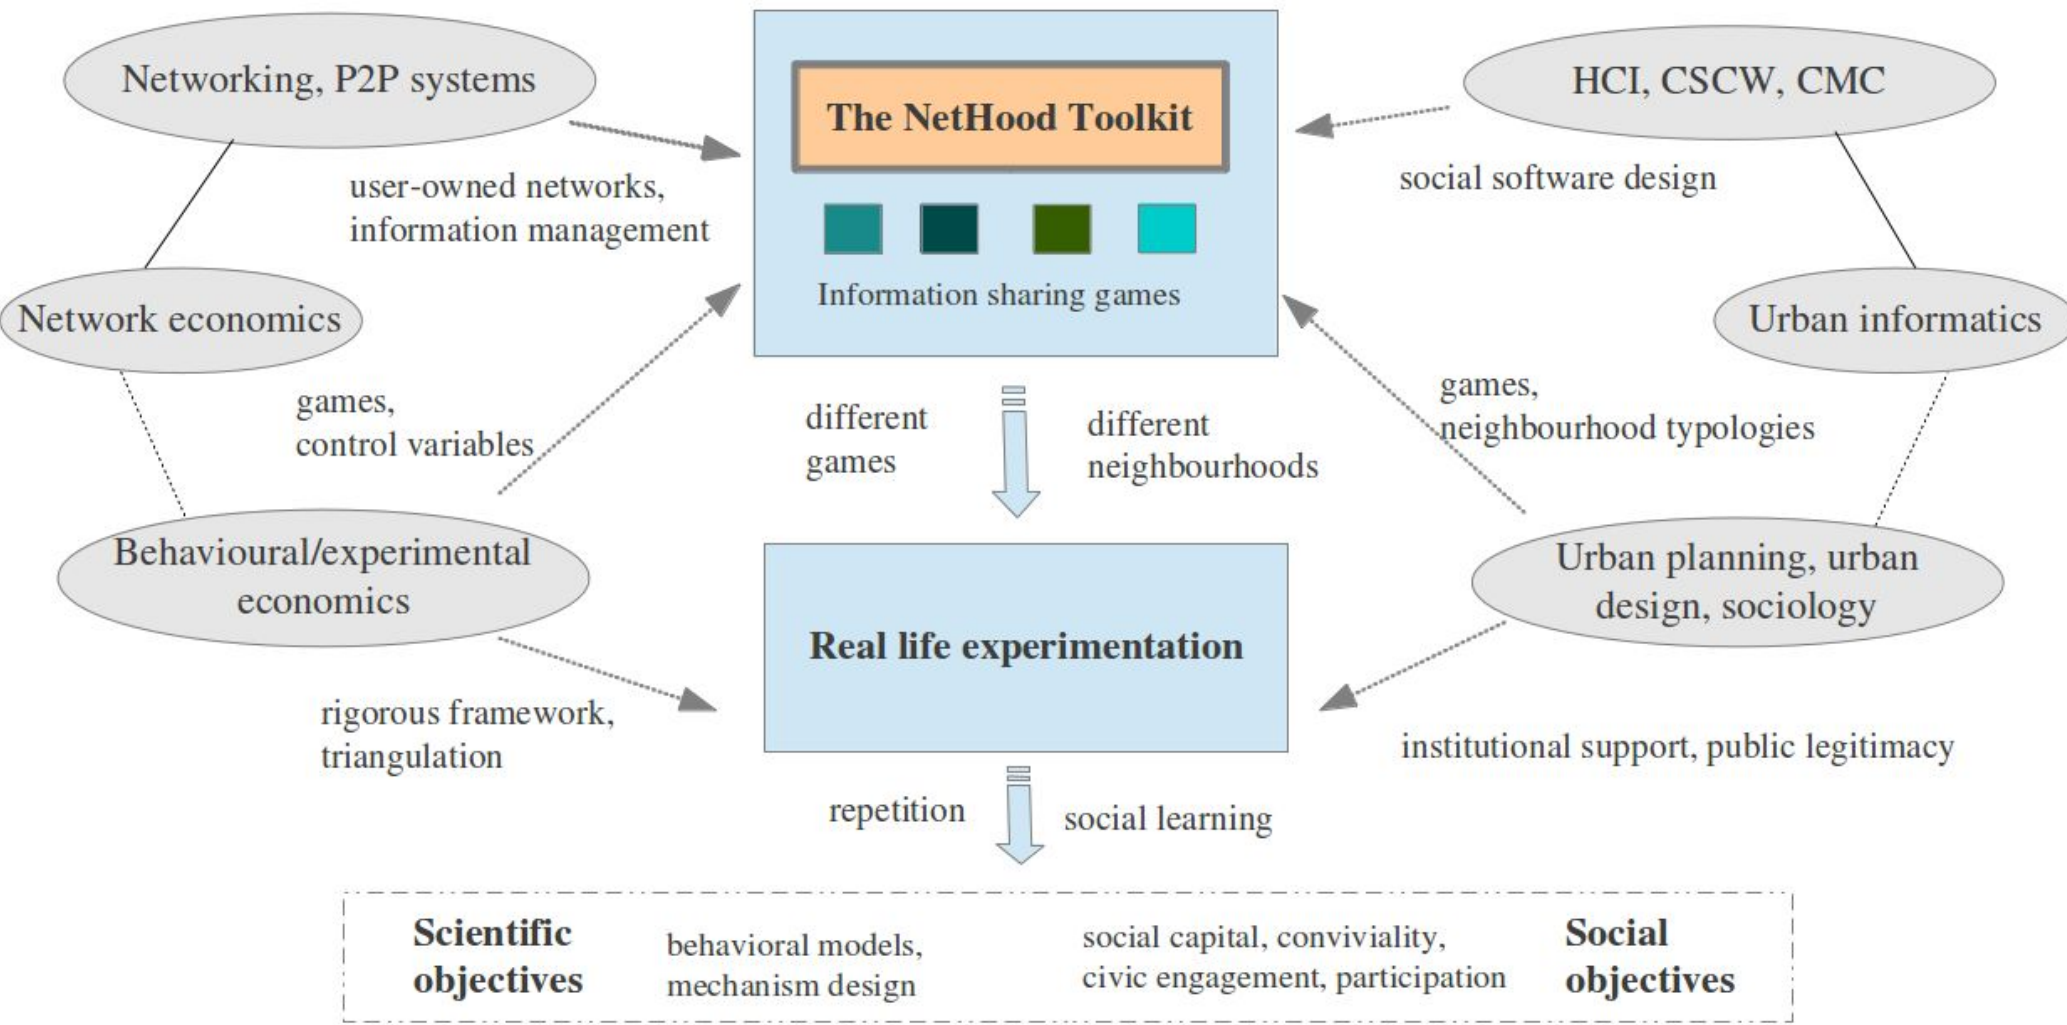 Networking, P2P systems
The NetHood Toolkit
HCI, CSCW, CMC
user-owned networks,
information management
social software design
Information sharing games
Network economics
Urban informatics
games,
control variables
different
games
different
neighbourhoods
games,
neighbourhood typologies
Behavioural/experimental
economics
Urban planning, urban
design, sociology
Real life experimentation
rigorous framework,
triangulation
institutional support, public legitimacy
repetition
social learning
Scientific
objectives
behavioral models,
mechanism design
social capital, conviviality,
civic engagement, participation
Social
objectives